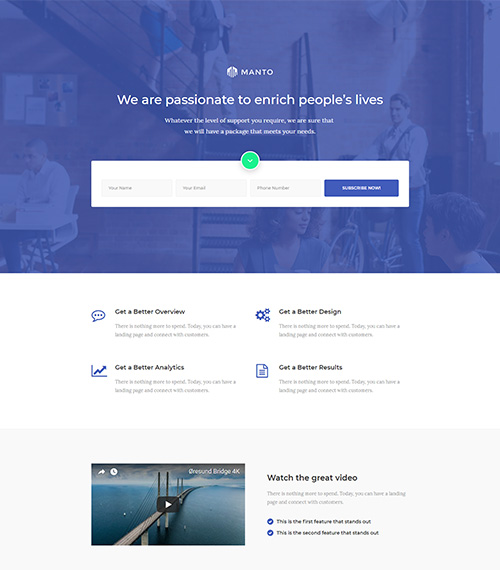 MANTO
We are passionate to enrich people's lives
Whatever the level of support you require, we are sure that
we will have a package that meets your needs.
Your Name
Your Email
Phone Number
SUBSCRIBE NOW!
Get a Better Overview
There is nothing more to spend. Today, you can have a
landing page and connect with customers.
Get a Better Design
There is nothing more to spend. Today, you can have a
landing page and connect with customers.
Get a Better Analytics
There is nothing more to spend. Today, you can have a
landing page and connect with customers.
Get a Better Results
There is nothing more to spend. Today, you can have a
landing page and connect with customers.
Øresund Bridge 4K
Watch the great video
There is nothing more to spend. Today, you can have a landing
page and connect with customers.
This is the first feature that stands out
This is the second feature that stands out